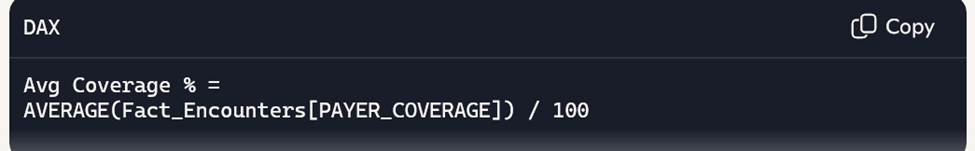 DAX
Copy
Avg Coverage % =
AVERAGE(Fact_Encounters[PAYER_COVERAGE]) / 100